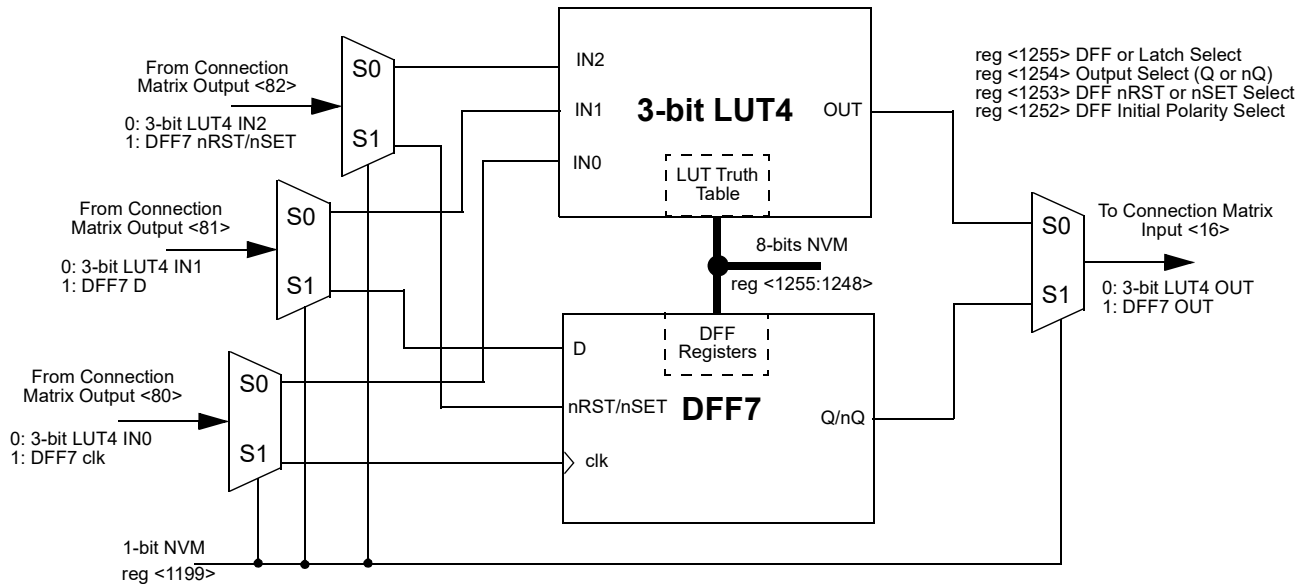 From Connection
Matrix Output <82>
0: 3-bit LUT4 IN2
1: DFF7 nRST/nSET
S0
S1
From Connection
Matrix Output <81>
0: 3-bit LUT4 IN1
1: DFF7 D
S0
S1
From Connection
Matrix Output <80>
0: 3-bit LUT4 IN0
1: DFF7 clk
S0
S1
1-bit NVM
reg <1199>
IN2
IN1
IN0
3-bit LUT4
OUT
LUT Truth
Table
8-bits NVM
reg <1255:1248>
DFF
Registers
D
nRST/nSET
clk
DFF7
Q/nQ
reg <1255> DFF or Latch Select
reg <1254> Output Select (Q or nQ)
reg <1253> DFF nRST or nSET Select
reg <1252> DFF Initial Polarity Select
S0
S1
To Connection Matrix
Input <16>
0: 3-bit LUT4 OUT
1: DFF7 OUT